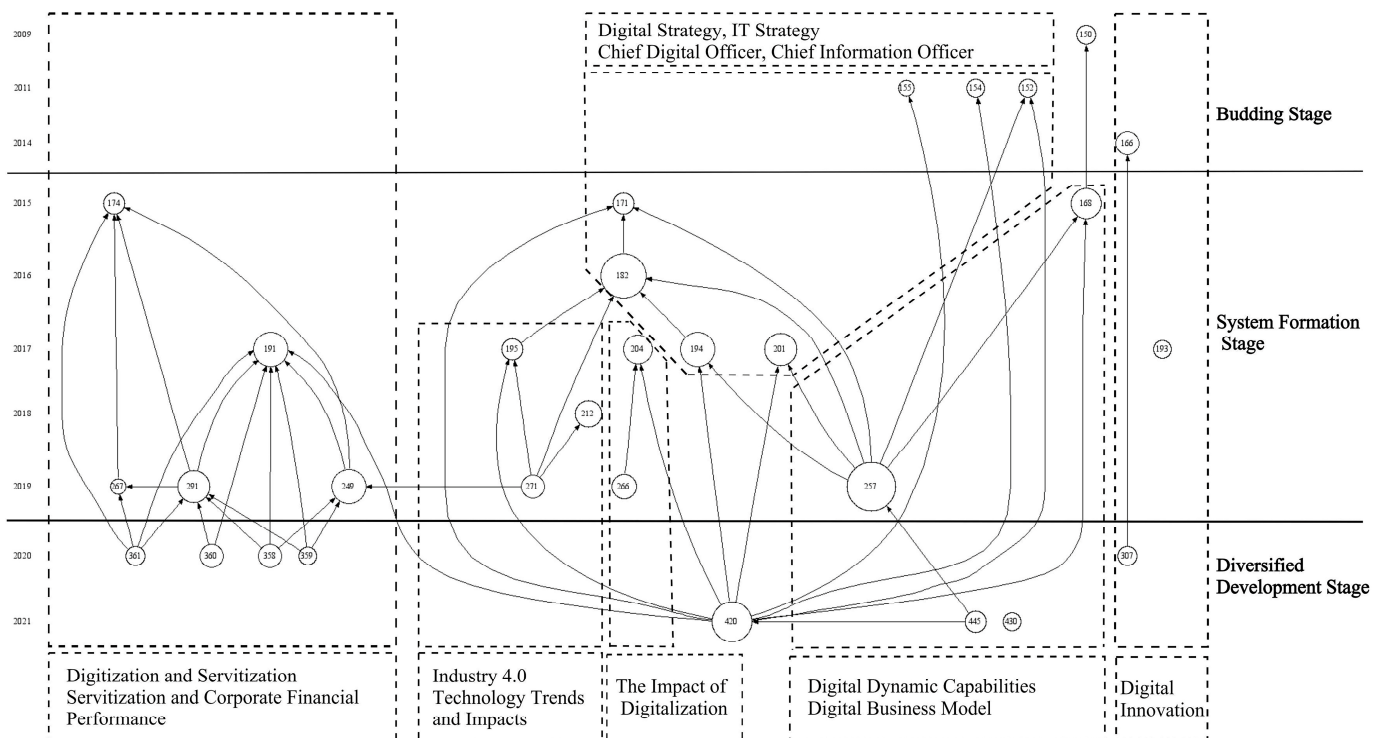 Digital Strategy, IT Strategy
Chief Digital Officer, Chief Information Officer
2009
150
2011
155
154
152
Budding Stage
2014
166
2015
174
171
168
2016
182
System Formation
Stage
2017
191
195
204
194
201
193
2018
212
2019
267
291
249
271
266
257
2020
361
360
358
359
307
Diversified
Development Stage
2021
420
445
430
Digitization and Servitization
Servitization and Corporate Financial
Performance
Industry 4.0
Technology Trends
and Impacts
The Impact of
Digitalization
Digital Dynamic Capabilities
Digital Business Model
Digital
Innovation